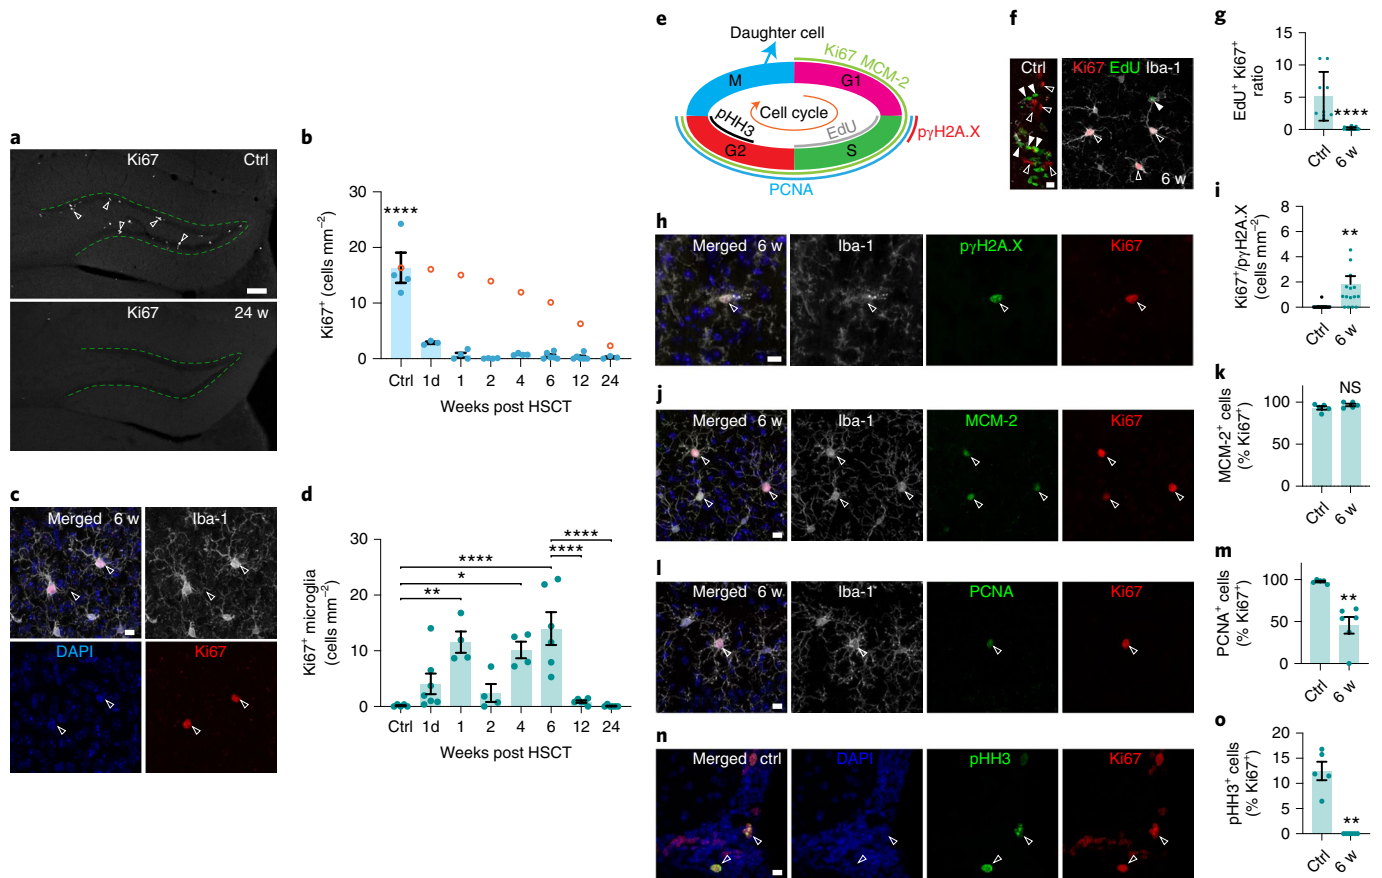 a
Ki67
Ctrl
Ki67
24 w
b
Ki67⁺ (cells mm⁻²)
30
20
10
0
****
Ctrl
1d
1
2
4
6
12
24
Weeks post HSCT
c
Merged
6 w
Iba-1
DAPI
Ki67
d
Ki67⁺ microglia
(cells mm⁻²)
30
20
10
0
****
*
**
****
****
Ctrl
1d
1
2
4
6
12
24
Weeks post HSCT
e
Daughter cell
Ki67 MCM-2
M
G1
Cell cycle
pHH3
EdU
G2
S
pγH2A.X
PCNA
f
Ctrl
Ki67 EdU Iba-1
6 w
g
EdU⁺ Ki67⁺
ratio
15
10
5
0
****
Ctrl
6 w
h
Merged
6 w
Iba-1
pγH2A.X
Ki67
i
Ki67⁺/pγH2A.X
(cells mm⁻²)
8
6
4
2
0
**
Ctrl
6 w
j
Merged
6 w
Iba-1
MCM-2
Ki67
k
MCM-2⁺ cells
(% Ki67⁺)
100
50
0
NS
Ctrl
6 w
l
Merged
6 w
Iba-1
PCNA
Ki67
m
PCNA⁺ cells
(% Ki67⁺)
100
50
0
**
Ctrl
6 w
n
Merged
ctrl
DAPI
pHH3
Ki67
o
pHH3⁺ cells
(% Ki67⁺)
20
15
10
5
0
**
Ctrl
6 w